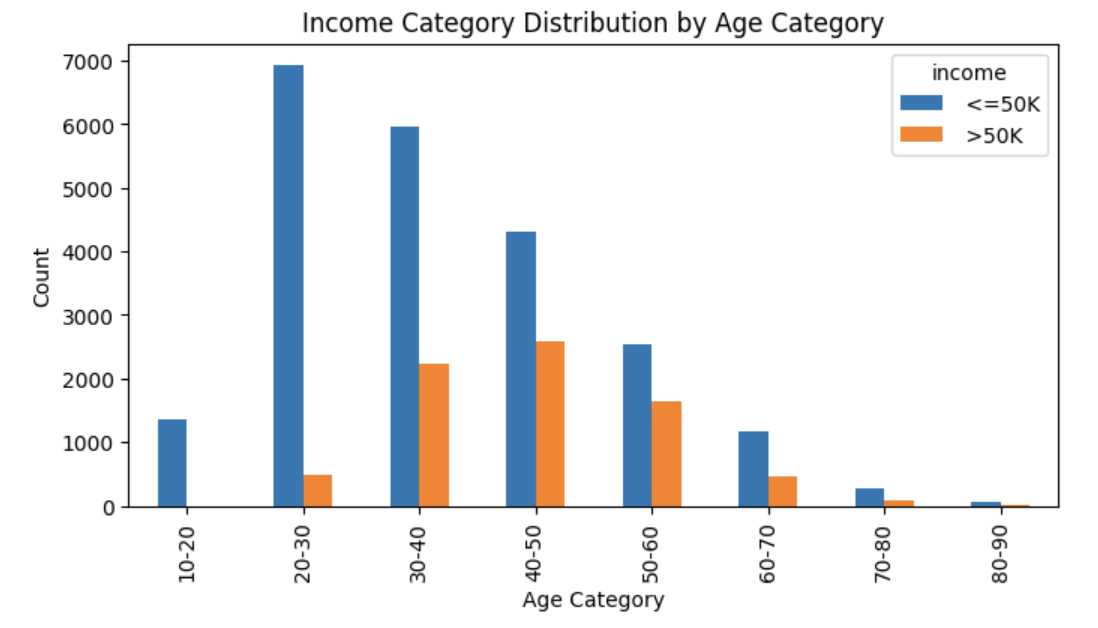 Income Category Distribution by Age Category
income
<=50K
>50K
7000
6000
5000
4000
3000
2000
1000
0
Count
10-20
20-30
30-40
40-50
50-60
60-70
70-80
80-90
Age Category